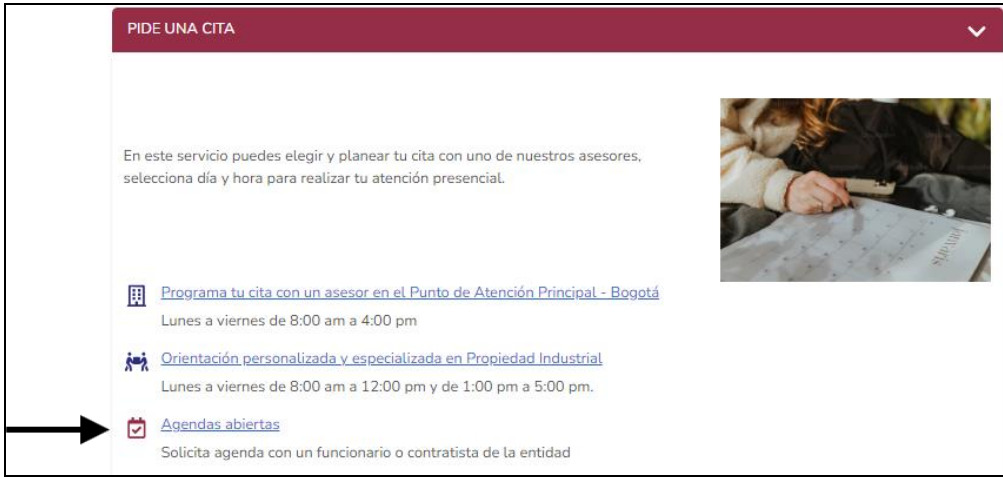 PIDE UNA CITA
En este servicio puedes elegir y planear tu cita con uno de nuestros asesores,
selecciona día y hora para realizar tu atención presencial.
Programa tu cita con un asesor en el Punto de Atención Principal - Bogotá
Lunes a viernes de 8:00 am a 4:00 pm
Orientación personalizada y especializada en Propiedad Industrial
Lunes a viernes de 8:00 am a 12:00 pm y de 1:00 pm a 5:00 pm.
Agendas abiertas
Solicita agenda con un funcionario o contratista de la entidad